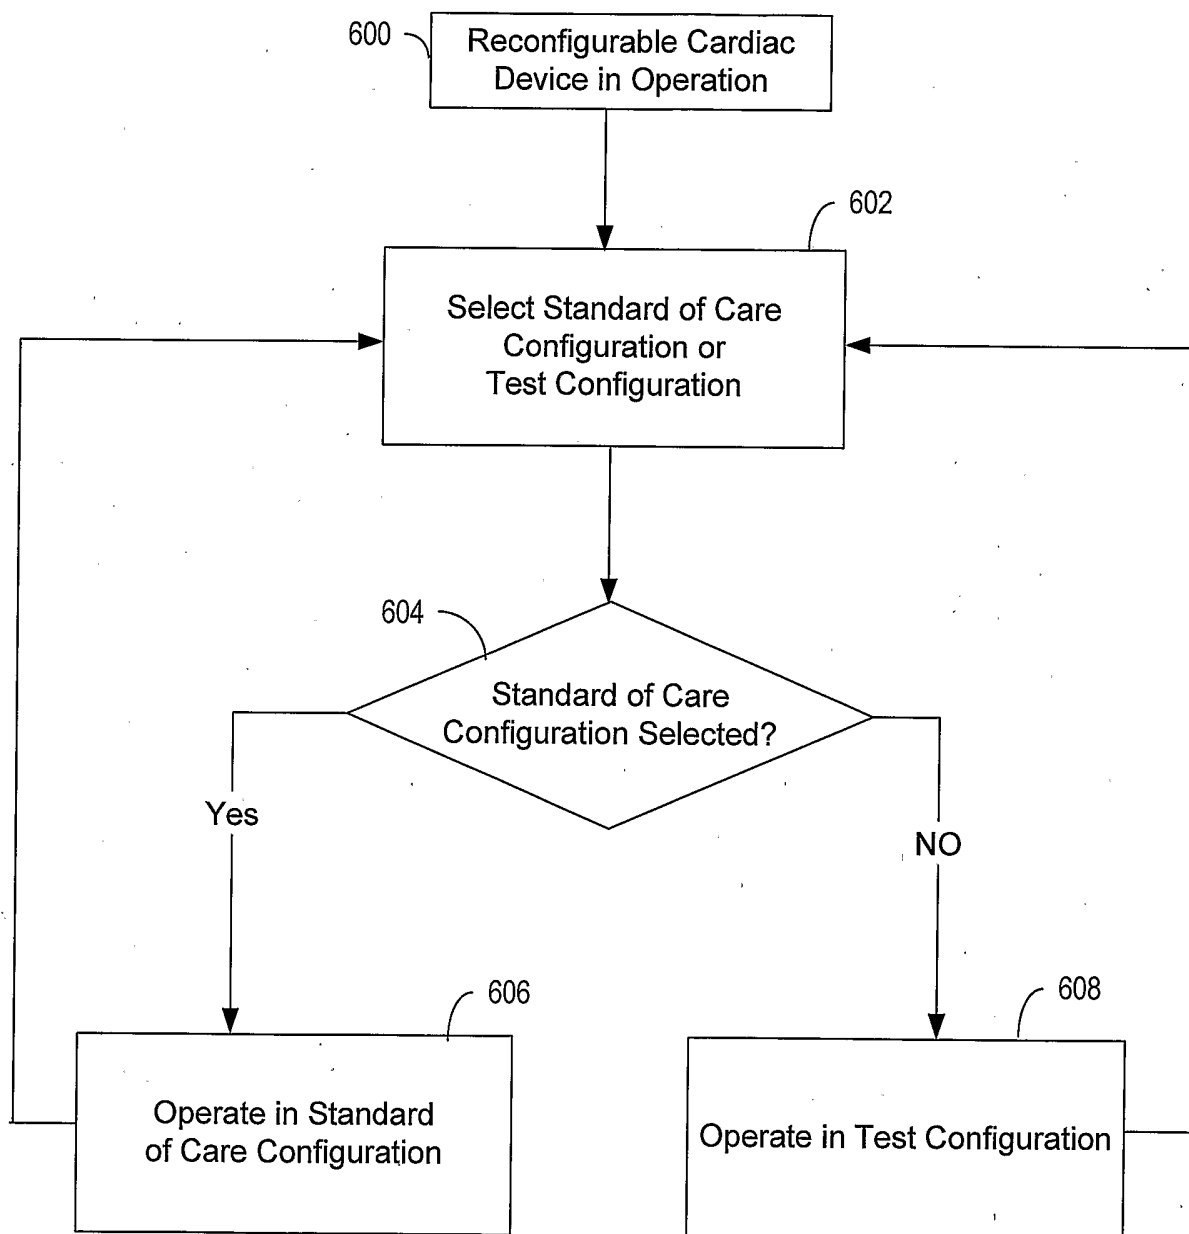 600
Reconfigurable Cardiac
Device in Operation
602
Select Standard of Care
Configuration or
Test Configuration
604
Standard of Care
Configuration Selected?
Yes
NO
606
608
Operate in Standard
of Care Configuration
Operate in Test Configuration